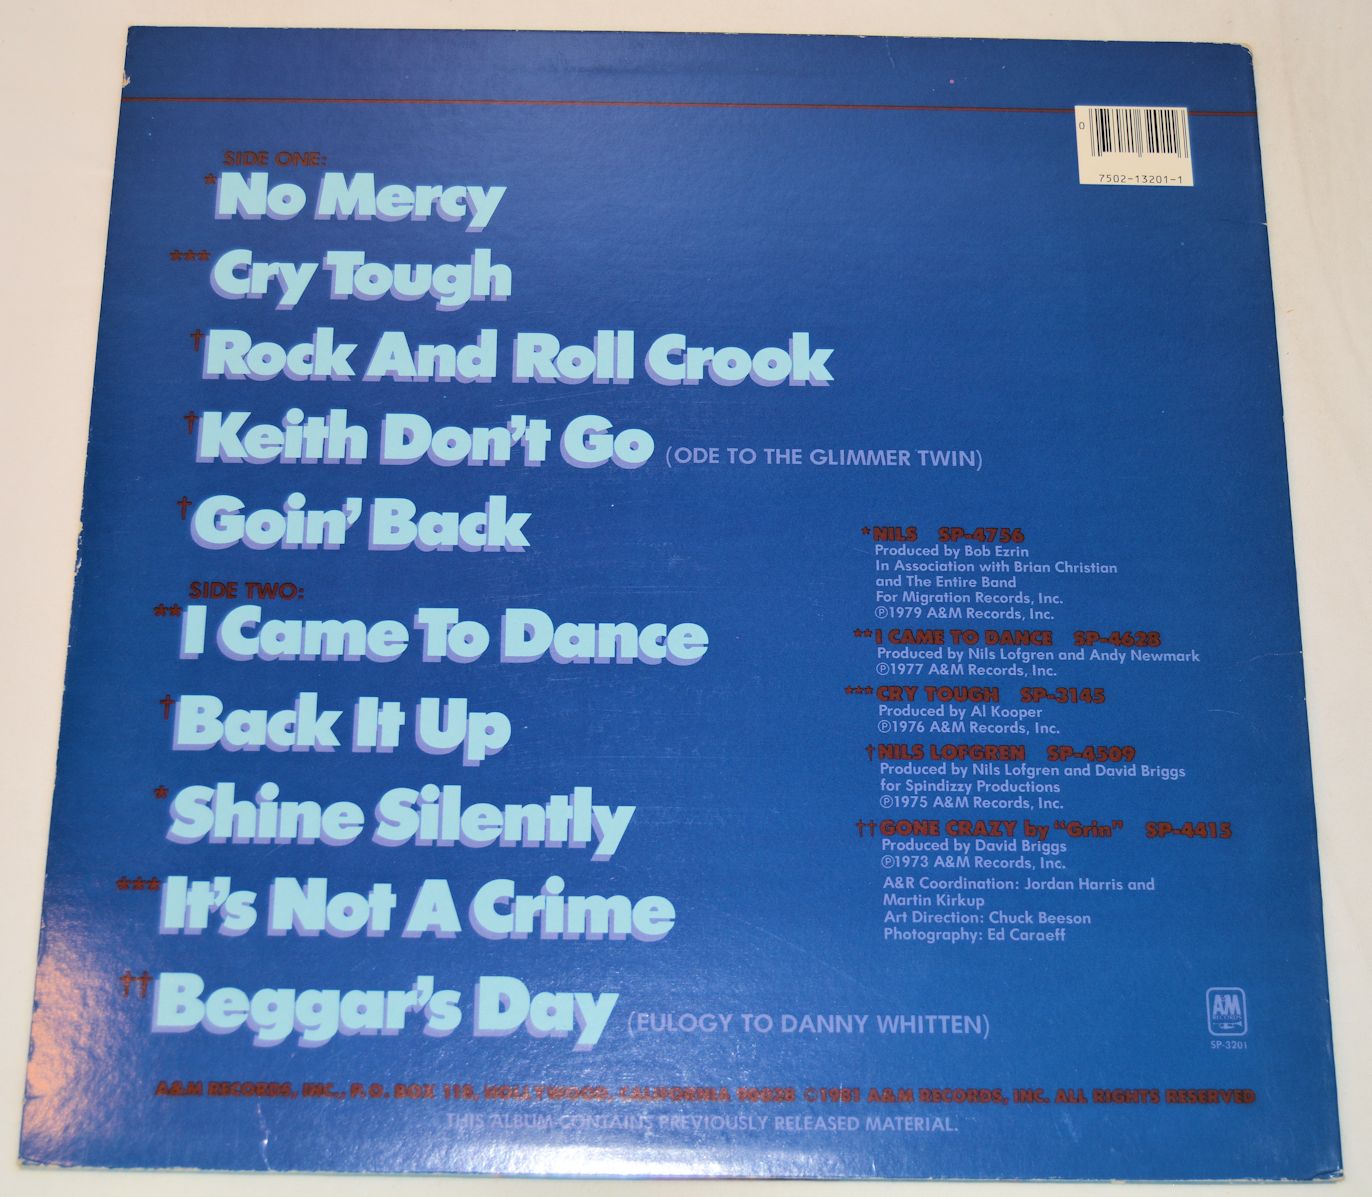 0
7502-13201-1
SIDE ONE:
*No Mercy
***Cry Tough
†Rock And Roll Crook
†Keith Don't Go (ODE TO THE GLIMMER TWIN)
†Goin' Back
SIDE TWO:
**I Came To Dance
†Back It Up
*Shine Silently
***It's Not A Crime
††Beggar's Day (EULOGY TO DANNY WHITTEN)
*NILS SP-4756
Produced by Bob Ezrin
In Association with Brian Christian
and The Entire Band
For Migration Records, Inc.
℗1979 A&M Records, Inc.
**I CAME TO DANCE SP-4628
Produced by Nils Lofgren and Andy Newmark
℗1977 A&M Records, Inc.
***CRY TOUGH SP-3145
Produced by Al Kooper
℗1976 A&M Records, Inc.
†NILS LOFGREN SP-4509
Produced by Nils Lofgren and David Briggs
for Spindizzy Productions
℗1975 A&M Records, Inc.
††GONE CRAZY by "Grin" SP-4415
Produced by David Briggs
℗1973 A&M Records, Inc.
A&R Coordination: Jordan Harris and
Martin Kirkup
Art Direction: Chuck Beeson
Photography: Ed Caraeff
A&M
RECORDS
SP-3201
A&M RECORDS, INC., P.O. BOX 118, HOLLYWOOD, CALIFORNIA 90028 ©1981 A&M RECORDS, INC. ALL RIGHTS RESERVED
THIS ALBUM CONTAINS PREVIOUSLY RELEASED MATERIAL.